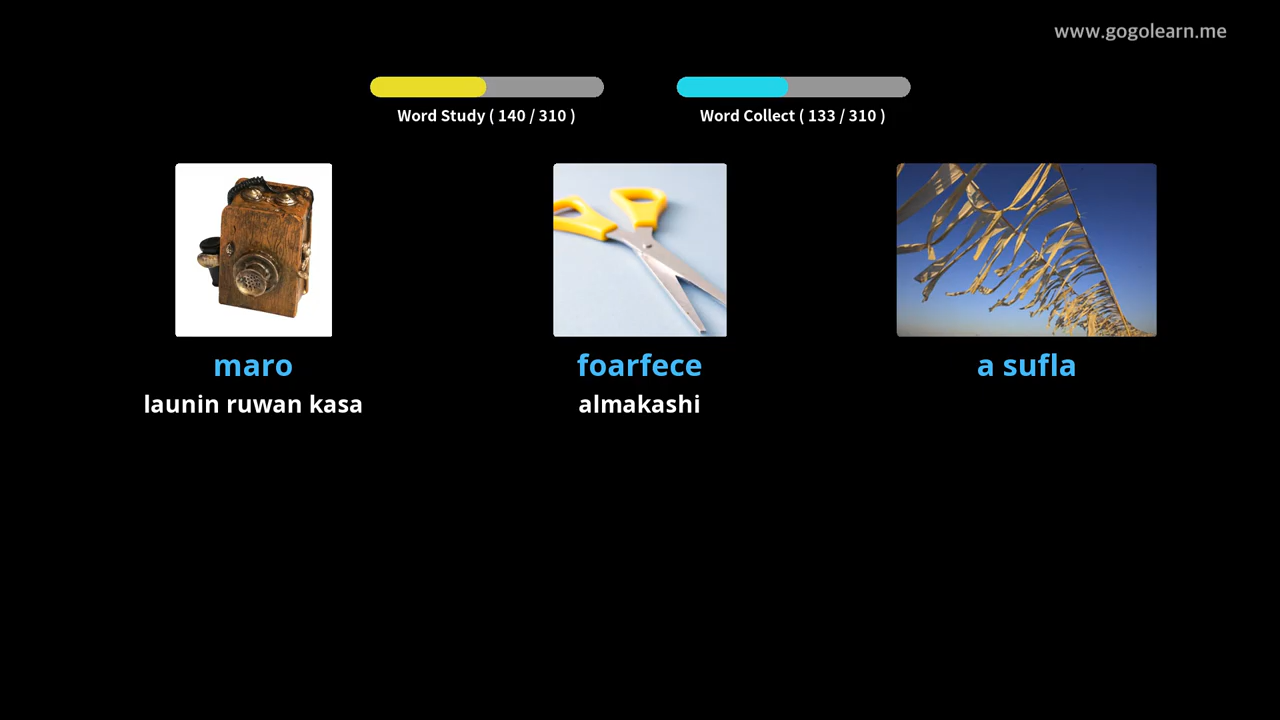 www.gogolearn.me
Word Study ( 140 / 310 )
Word Collect ( 133 / 310 )
maro
launin ruwan kasa
foarfece
almakashi
a sufla